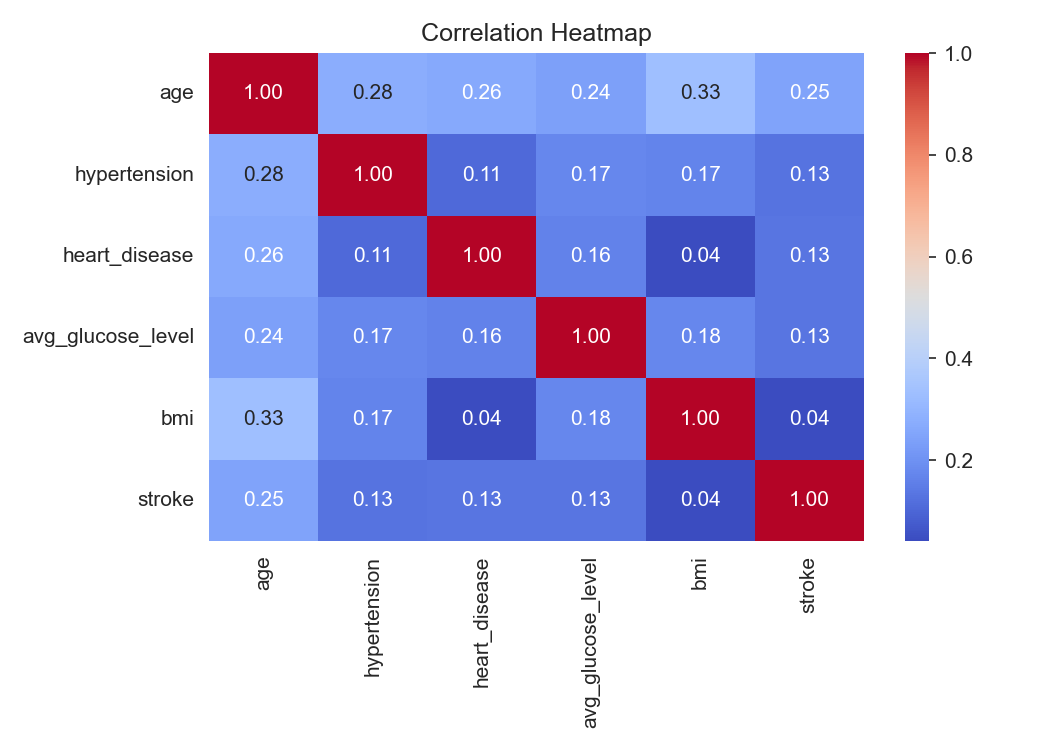 Correlation Heatmap
age 1.00 0.28 0.26 0.24 0.33 0.25
hypertension 0.28 1.00 0.11 0.17 0.17 0.13
heart_disease 0.26 0.11 1.00 0.16 0.04 0.13
avg_glucose_level 0.24 0.17 0.16 1.00 0.18 0.13
bmi 0.33 0.17 0.04 0.18 1.00 0.04
stroke 0.25 0.13 0.13 0.13 0.04 1.00
age
hypertension
heart_disease
avg_glucose_level
bmi
stroke
1.0
0.8
0.6
0.4
0.2